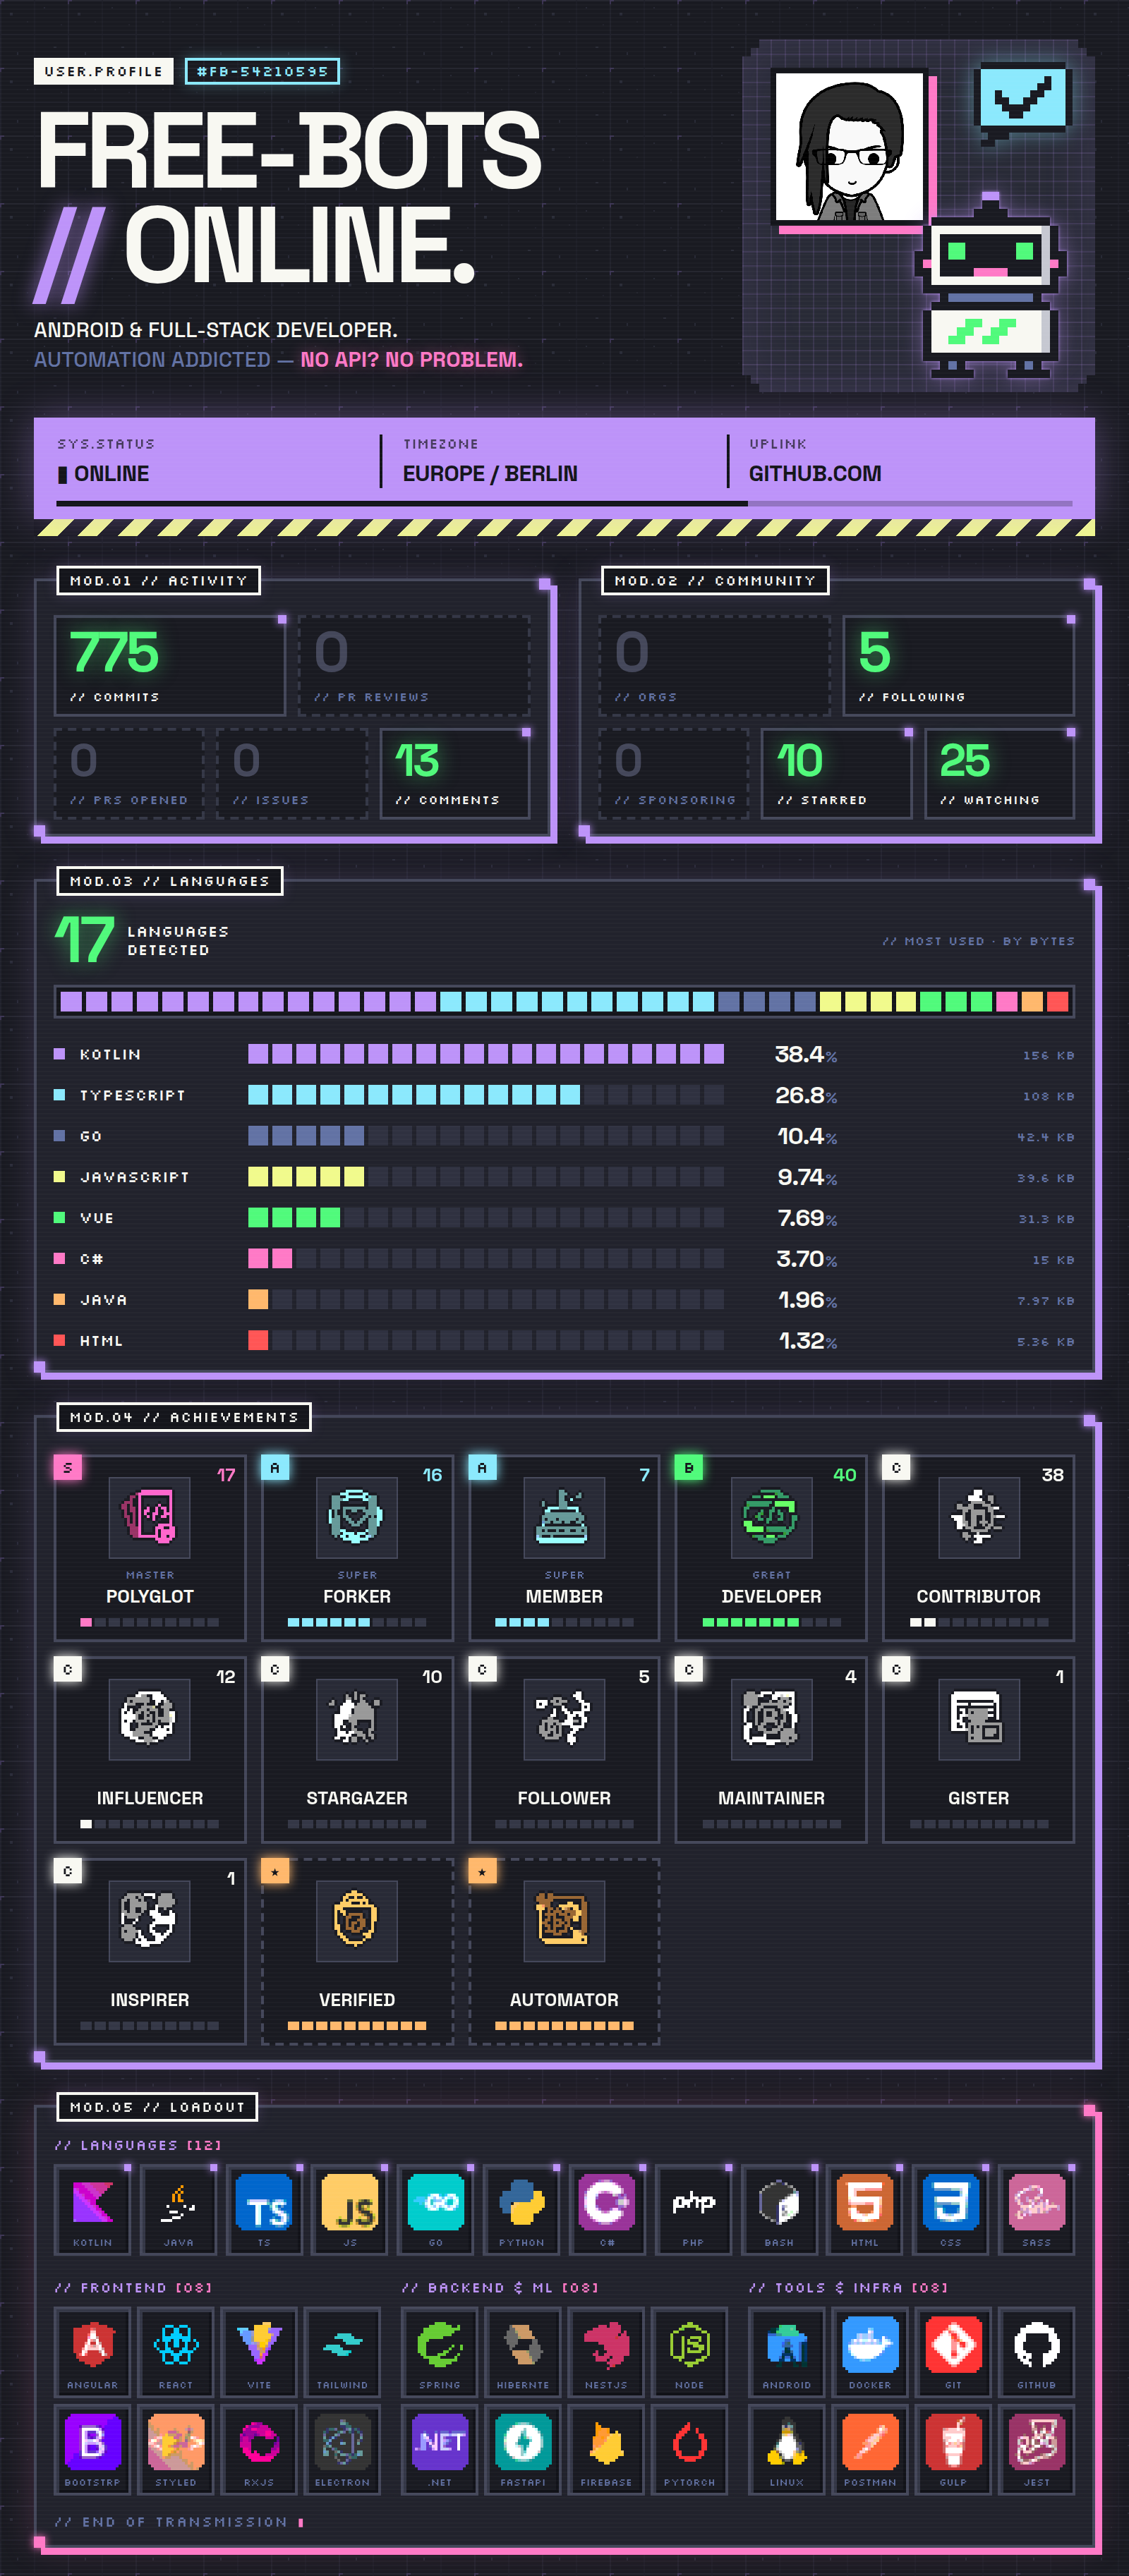 USER.PROFILE
#FB-54210595
FREE-BOTS
// ONLINE.
ANDROID & FULL-STACK DEVELOPER.
AUTOMATION ADDICTED — NO API? NO PROBLEM.
SYS.STATUS
▮ ONLINE
TIMEZONE
EUROPE / BERLIN
UPLINK
GITHUB.COM
MOD.01 // ACTIVITY
775
// COMMITS
0
// PR REVIEWS
0
// PRS OPENED
0
// ISSUES
13
// COMMENTS
MOD.02 // COMMUNITY
0
// ORGS
5
// FOLLOWING
0
// SPONSORING
10
// STARRED
25
// WATCHING
MOD.03 // LANGUAGES
17 LANGUAGES
DETECTED
// MOST USED · BY BYTES
KOTLIN 38.4% 156 KB
TYPESCRIPT 26.8% 108 KB
GO 10.4% 42.4 KB
JAVASCRIPT 9.74% 39.6 KB
VUE 7.69% 31.3 KB
C# 3.70% 15 KB
JAVA 1.96% 7.97 KB
HTML 1.32% 5.36 KB
MOD.04 // ACHIEVEMENTS
S 17
MASTER
POLYGLOT
A 16
SUPER
FORKER
A 7
SUPER
MEMBER
B 40
GREAT
DEVELOPER
C 38
CONTRIBUTOR
C 12
INFLUENCER
C 10
STARGAZER
C 5
FOLLOWER
C 4
MAINTAINER
C 1
GISTER
C 1
INSPIRER
★
VERIFIED
★
AUTOMATOR
MOD.05 // LOADOUT
// LANGUAGES [12]
TS JS GO C php 5 3 Sass
KOTLIN JAVA TS JS GO PYTHON C# PHP BASH HTML CSS SASS
// FRONTEND [08]
A
ANGULAR REACT VITE TAILWIND
B
BOOTSTRP STYLED RXJS ELECTRON
// BACKEND & ML [08]
JS
SPRING HIBERNTE NESTJS NODE
.NET
.NET FASTAPI FIREBASE PYTORCH
// TOOLS & INFRA [08]
ANDROID DOCKER GIT GITHUB
LINUX POSTMAN GULP JEST
// END OF TRANSMISSION ▮